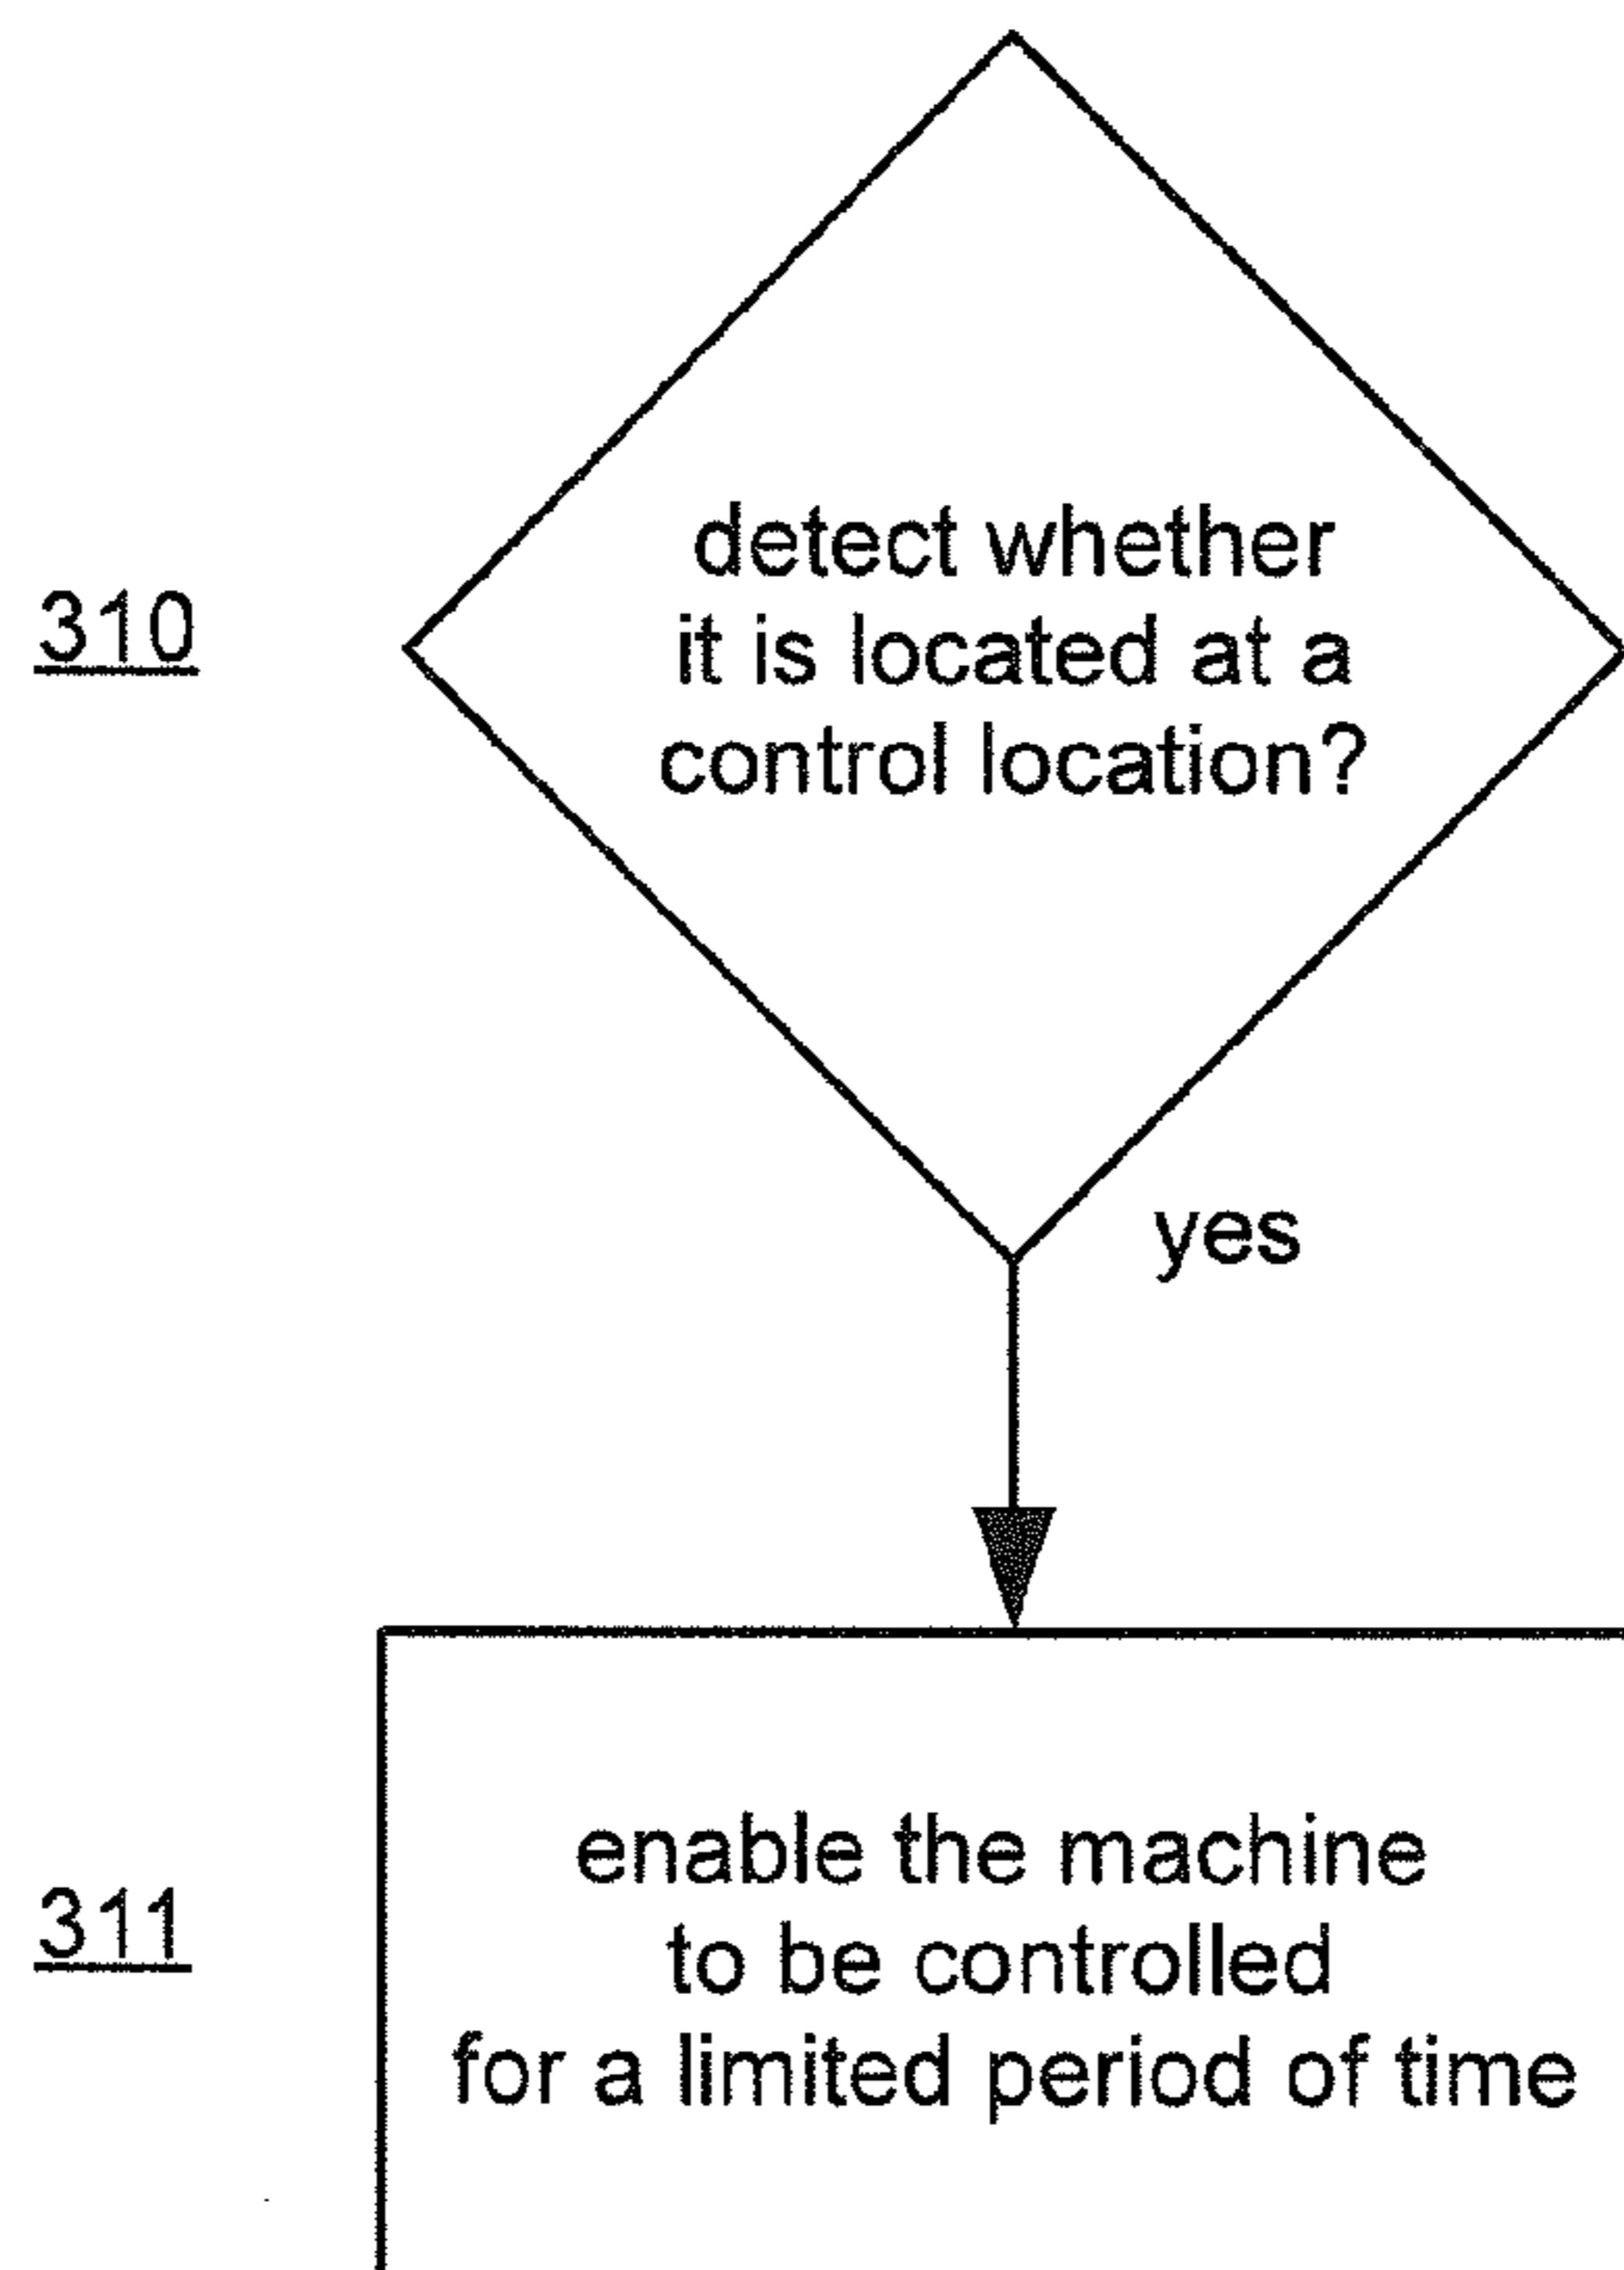 310
detect whether
it is located at a
control location?
yes
311
enable the machine
to be controlled
for a limited period of time